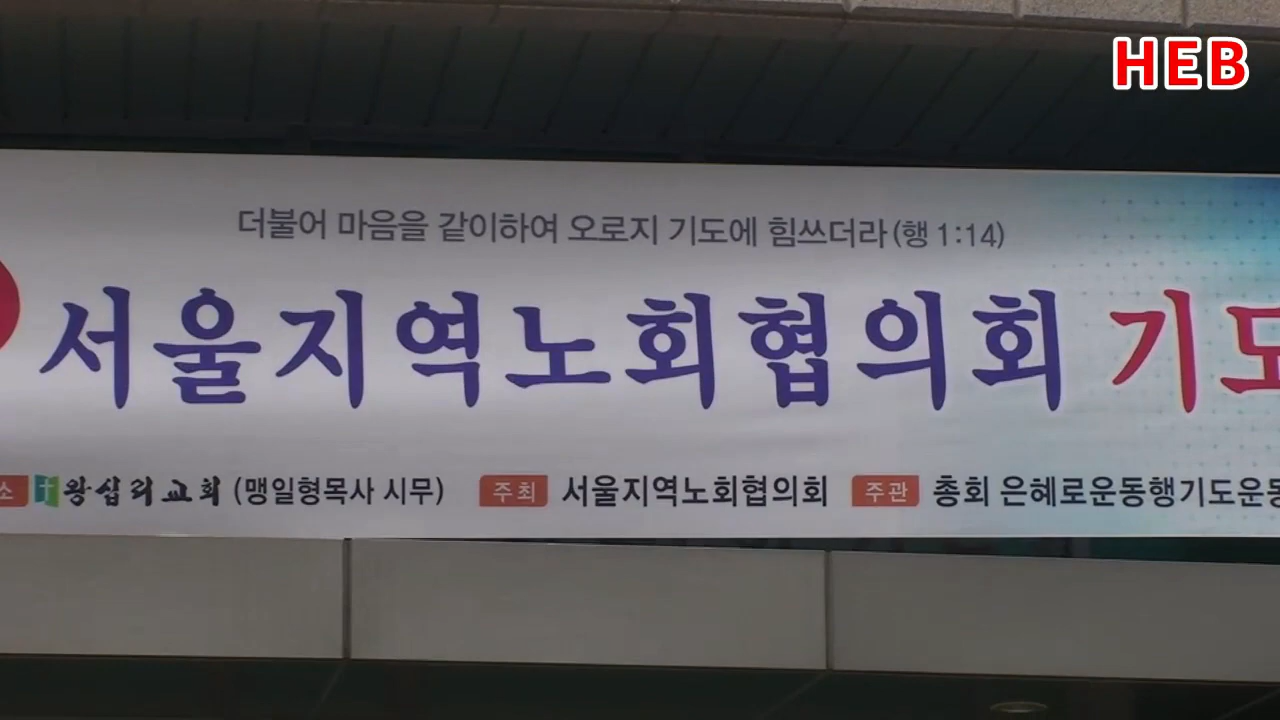 HEB
더불어 마음을 같이하여 오로지 기도에 힘쓰더라(행 1:14)
서울지역노회협의회 기도
소 왕십리교회 (맹일형목사 시무) 주최 서울지역노회협의회 주관 총회 은혜로운동행기도운동